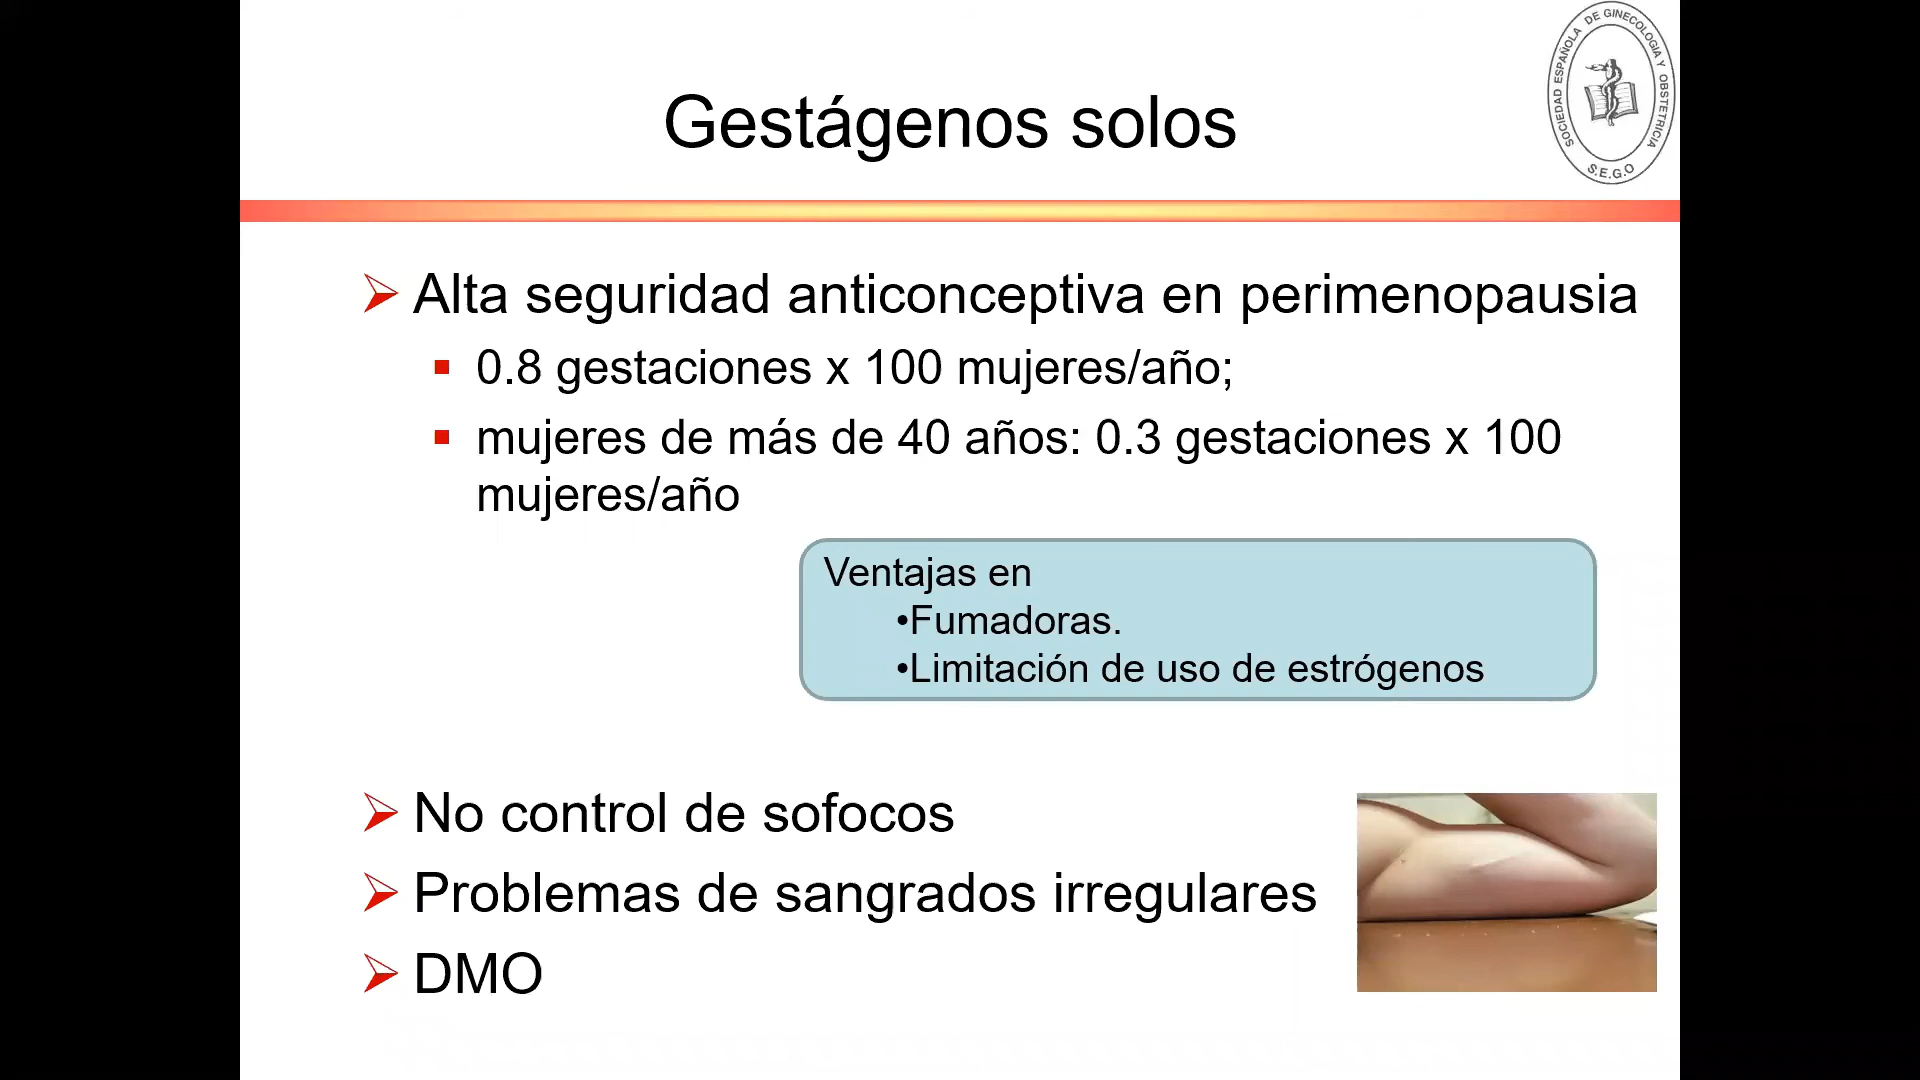 SOCIEDAD ESPAÑOLA DE GINECOLOGIA Y OBSTETRICIA
S.E.G.O
Gestágenos solos
Alta seguridad anticonceptiva en perimenopausia
0.8 gestaciones x 100 mujeres/año;
mujeres de más de 40 años: 0.3 gestaciones x 100
mujeres/año
Ventajas en
•Fumadoras.
•Limitación de uso de estrógenos
No control de sofocos
Problemas de sangrados irregulares
DMO